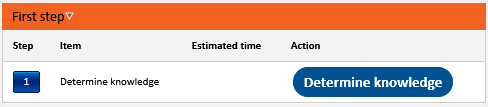 First step▽
Step Item Estimated time Action
1 Determine knowledge Determine knowledge